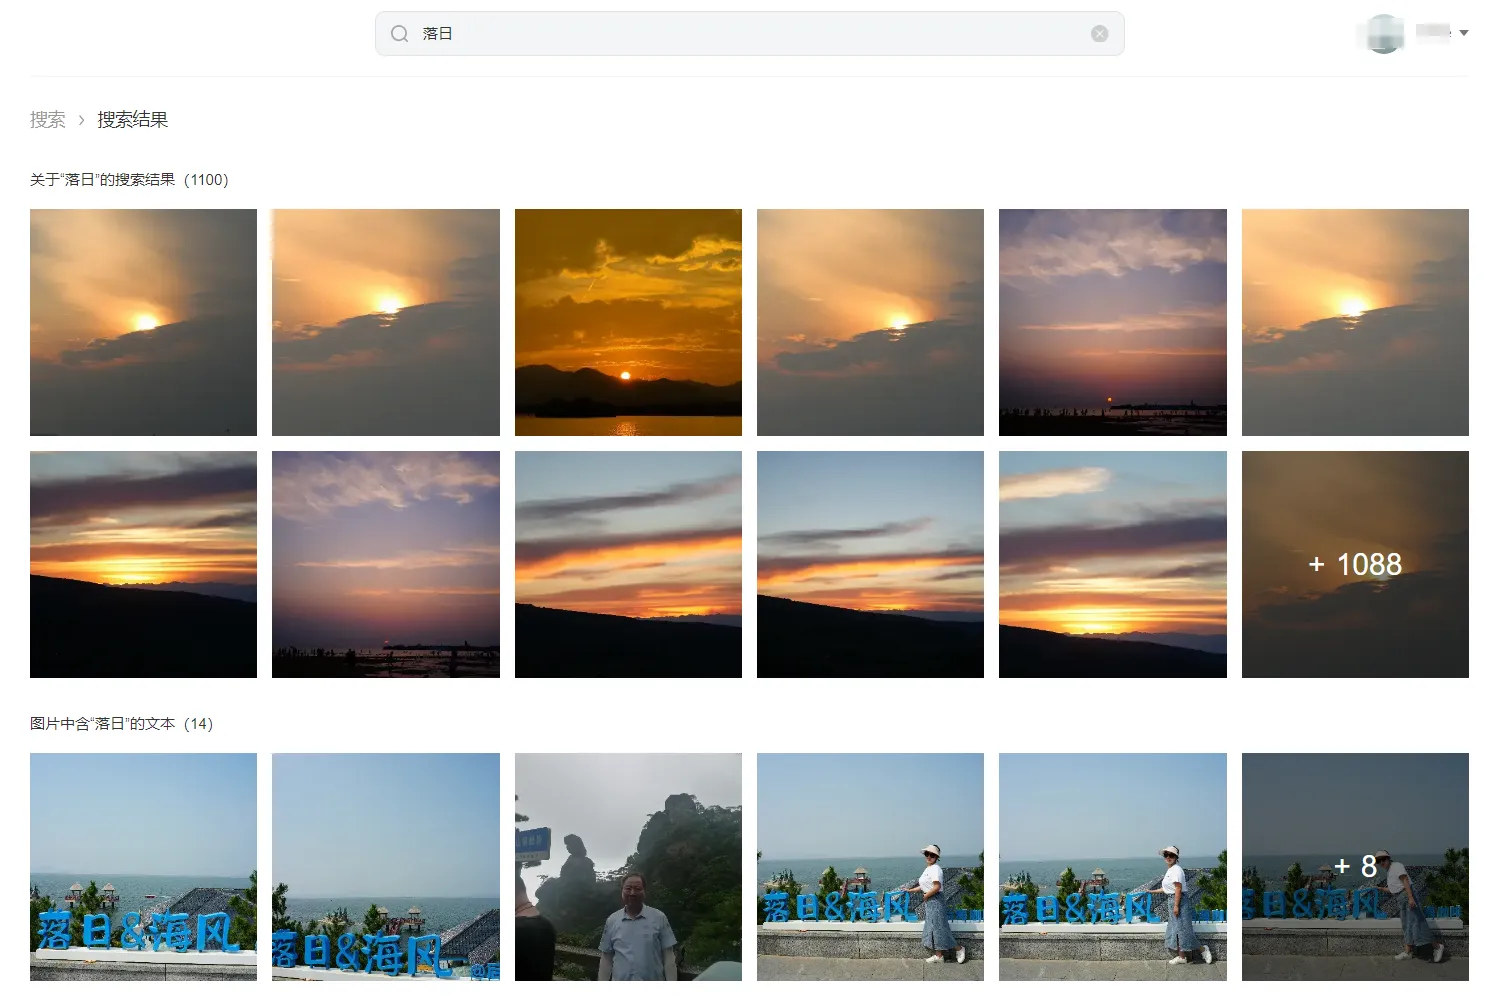 落日
搜索 › 搜索结果
关于“落日”的搜索结果（1100）
+ 1088
图片中含“落日”的文本（14）
落日&海风
落日&海风
落日&海风
落日&海风
+ 8
落日&海风